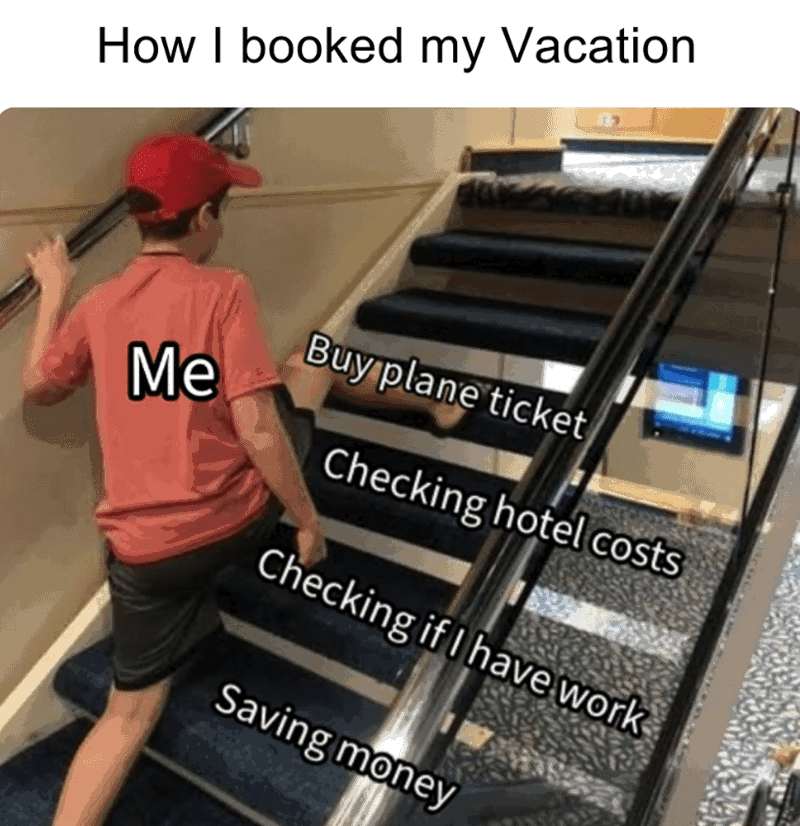 How I booked my Vacation
Me
Buy plane ticket
Checking hotel costs
Checking if I have work
Saving money